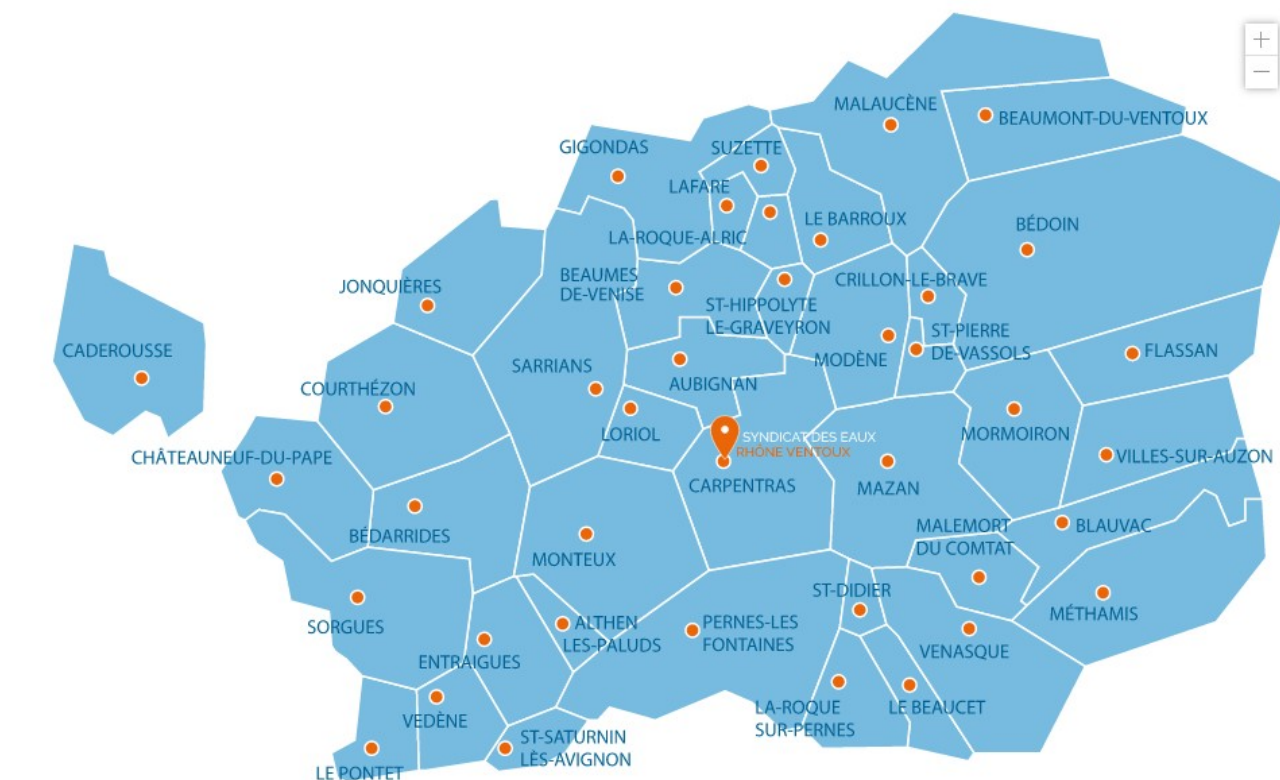 MALAUCÈNE
BEAUMONT-DU-VENTOUX
GIGONDAS
SUZETTE
LAFARE
LE BARROUX
BÉDOIN
LA-ROQUE-ALRIC
BEAUMES
DE-VENISE
CRILLON-LE-BRAVE
JONQUIÈRES
ST-HIPPOLYTE
LE-GRAVEYRON
ST-PIERRE
DE-VASSOLS
CADEROUSSE
FLASSAN
MODÈNE
SARRIANS
AUBIGNAN
COURTHÉZON
LORIOL
MORMOIRON
SYNDICAT DES EAUX
RHÔNE VENTOUX
CHÂTEAUNEUF-DU-PAPE
VILLES-SUR-AUZON
CARPENTRAS
MAZAN
BÉDARRIDES
MALEMORT
DU COMTAT
BLAUVAC
MONTEUX
ST-DIDIER
MÉTHAMIS
SORGUES
ALTHEN
LES-PALUDS
PERNES-LES
FONTAINES
VENASQUE
ENTRAIGUES
LA-ROQUE
SUR-PERNES
LE BEAUCET
VEDÈNE
ST-SATURNIN
LÈS-AVIGNON
LE PONTET
+
−